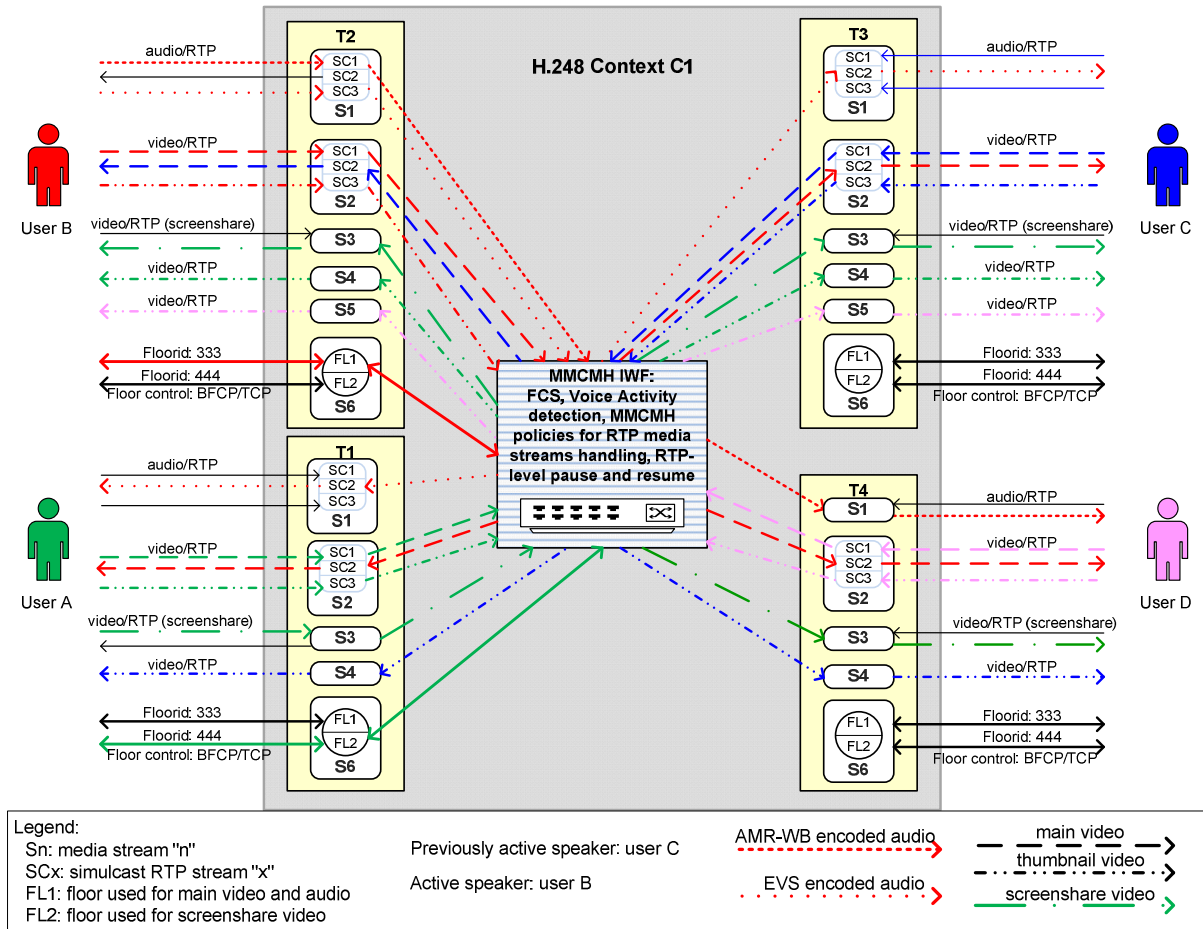 H.248 Context C1
T2
audio/RTP
SC1
SC2
SC3
S1
video/RTP
SC1
SC2
SC3
S2
User B
video/RTP (screenshare)
S3
video/RTP
S4
video/RTP
S5
Floorid: 333
FL1
Floorid: 444
FL2
Floor control: BFCP/TCP
S6
T3
audio/RTP
SC1
SC2
SC3
S1
video/RTP
SC1
SC2
SC3
S2
User C
video/RTP (screenshare)
S3
video/RTP
S4
video/RTP
S5
Floorid: 333
FL1
Floorid: 444
FL2
Floor control: BFCP/TCP
S6
MMCMH IWF:
FCS, Voice Activity
detection, MMCMH
policies for RTP media
streams handling, RTP-
level pause and resume
T1
audio/RTP
SC1
SC2
SC3
S1
video/RTP
SC1
SC2
SC3
S2
User A
video/RTP (screenshare)
S3
video/RTP
S4
Floorid: 333
FL1
Floorid: 444
FL2
Floor control: BFCP/TCP
S6
T4
S1
audio/RTP
video/RTP
SC1
SC2
SC3
S2
User D
video/RTP (screenshare)
S3
video/RTP
S4
Floorid: 333
FL1
Floorid: 444
FL2
Floor control: BFCP/TCP
S6
Legend:
Sn: media stream "n"
SCx: simulcast RTP stream "x"
FL1: floor used for main video and audio
FL2: floor used for screenshare video
Previously active speaker: user C
Active speaker: user B
AMR-WB encoded audio
EVS encoded audio
main video
thumbnail video
screenshare video